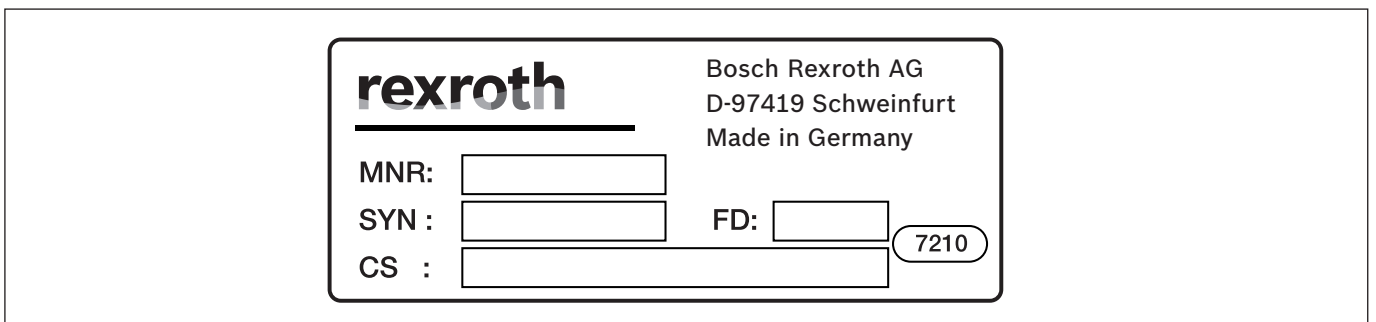 rexroth
Bosch Rexroth AG
D-97419 Schweinfurt
Made in Germany
MNR:
SYN :
FD:
7210
CS :